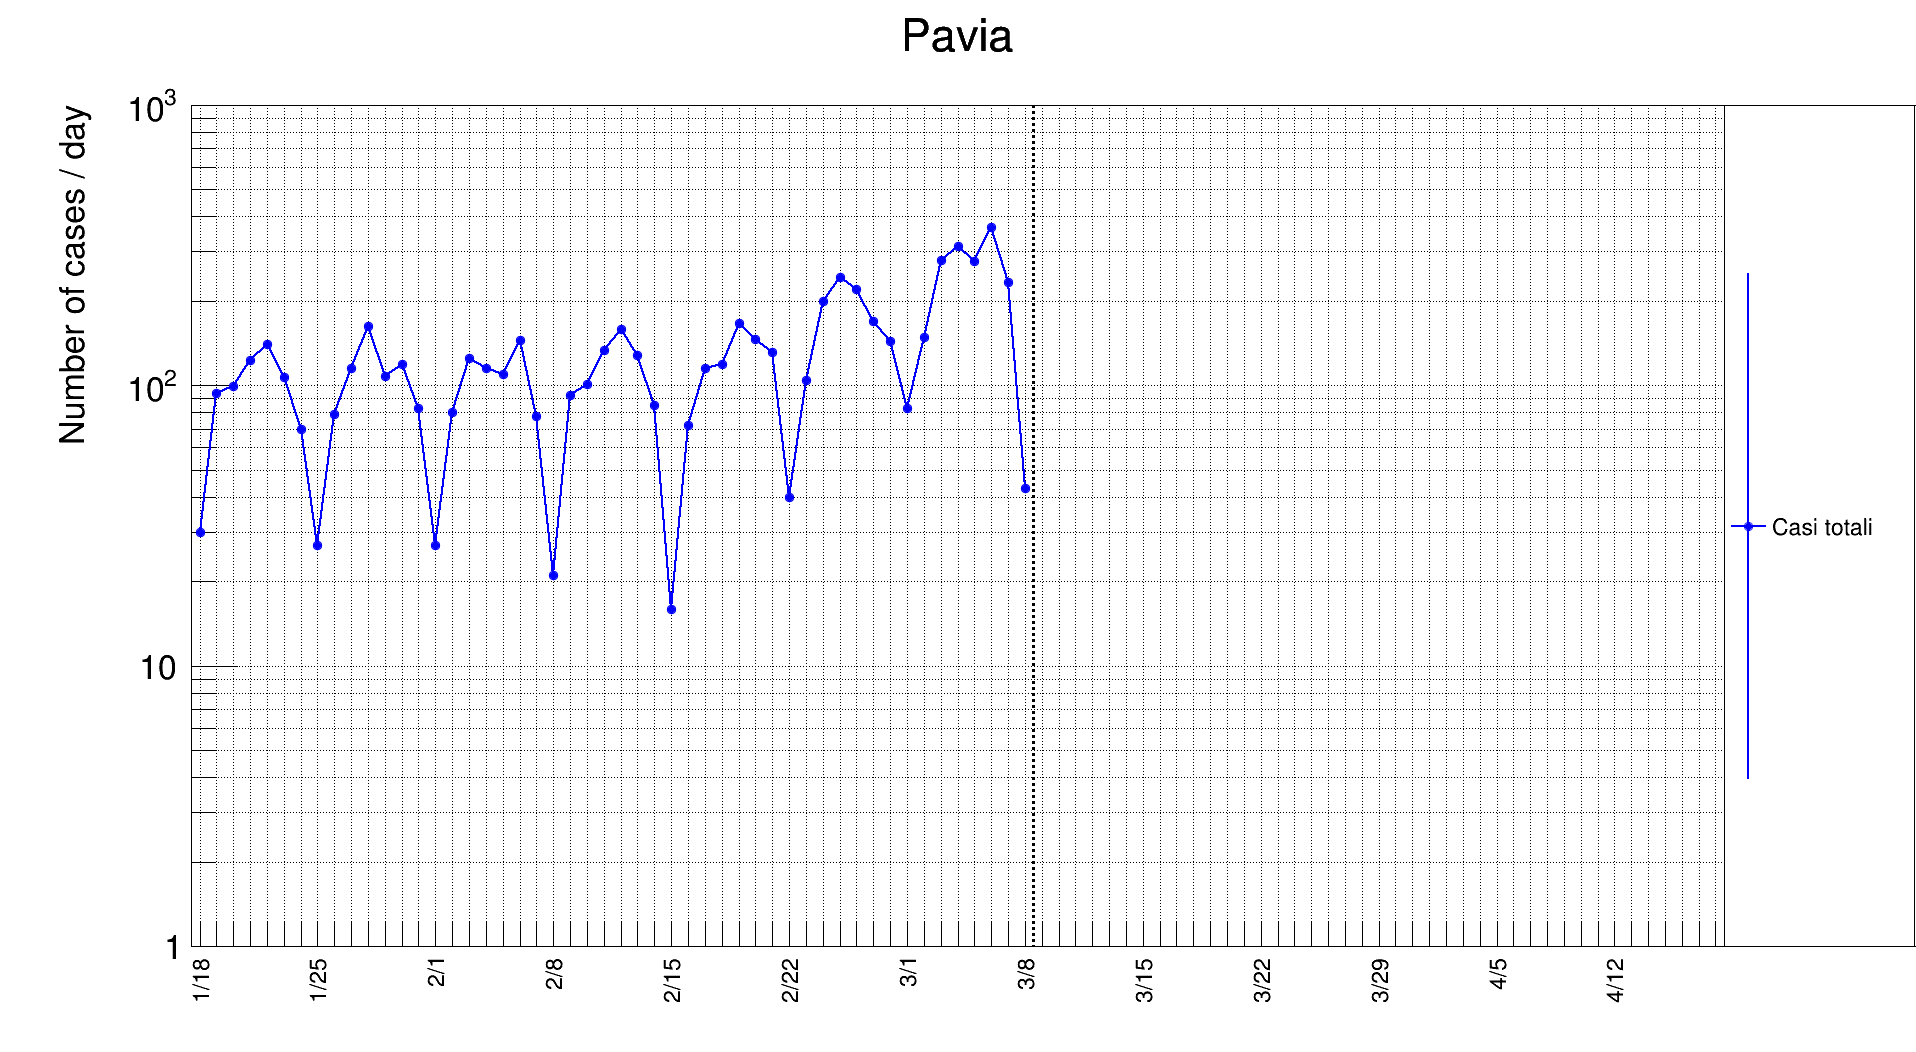 Pavia
Number of cases / day
10³
10²
10
1
1/18 1/25 2/1 2/8 2/15 2/22 3/1 3/8 3/15 3/22 3/29 4/5 4/12
Casi totali